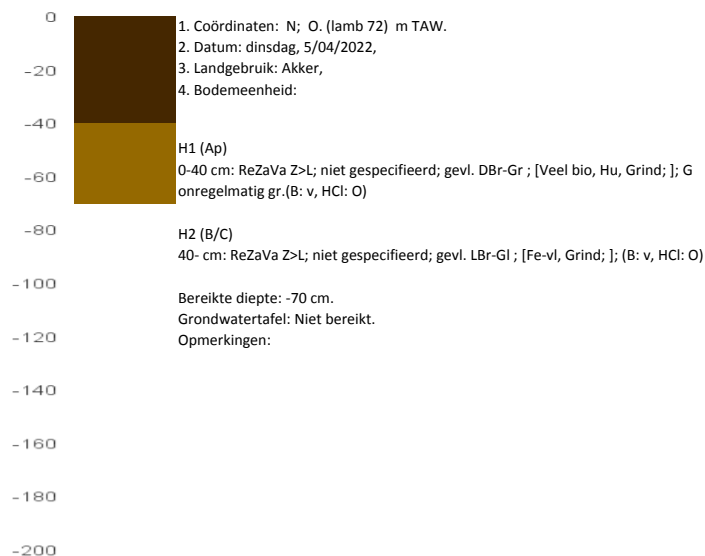 0
-20
-40
-60
-80
-100
-120
-140
-160
-180
-200
1. Coördinaten:  N;  O. (lamb 72)  m TAW.
2. Datum: dinsdag, 5/04/2022,
3. Landgebruik: Akker,
4. Bodemeenheid:
H1 (Ap)
0-40 cm: ReZaVa Z>L; niet gespecifieerd; gevl. DBr-Gr ; [Veel bio, Hu, Grind; ]; G
onregelmatig gr.(B: v, HCl: O)
H2 (B/C)
40- cm: ReZaVa Z>L; niet gespecifieerd; gevl. LBr-Gl ; [Fe-vl, Grind; ]; (B: v, HCl: O)
Bereikte diepte: -70 cm.
Grondwatertafel: Niet bereikt.
Opmerkingen: